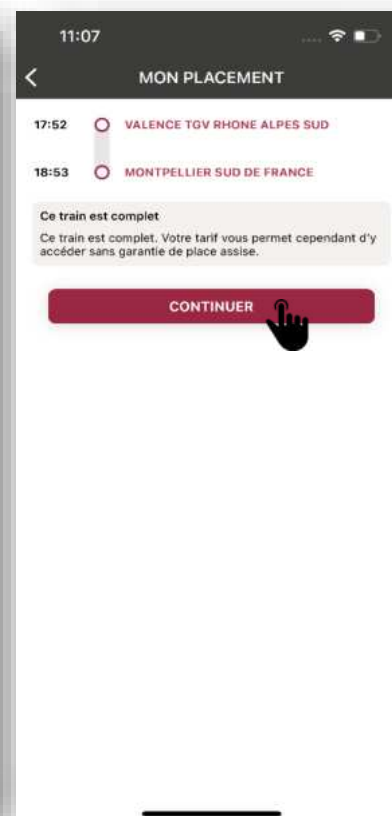 11:07
MON PLACEMENT
17:52 VALENCE TGV RHONE ALPES SUD
18:53 MONTPELLIER SUD DE FRANCE
Ce train est complet
Ce train est complet. Votre tarif vous permet cependant d'y
accéder sans garantie de place assise.
CONTINUER